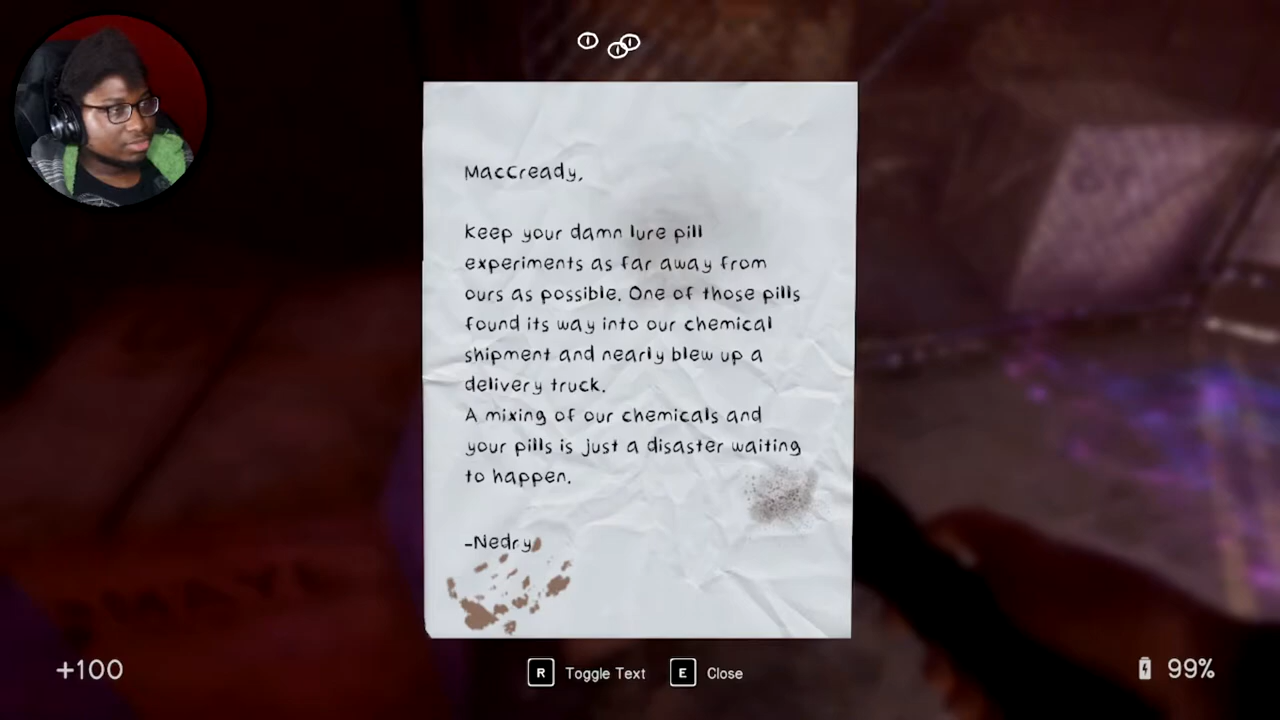 MacCready,
Keep your damn lure pill
experiments as far away from
ours as possible. One of those pills
found its way into our chemical
shipment and nearly blew up a
delivery truck.
A mixing of our chemicals and
your pills is just a disaster waiting
to happen.
-Nedry
+100
R Toggle Text E Close
99%